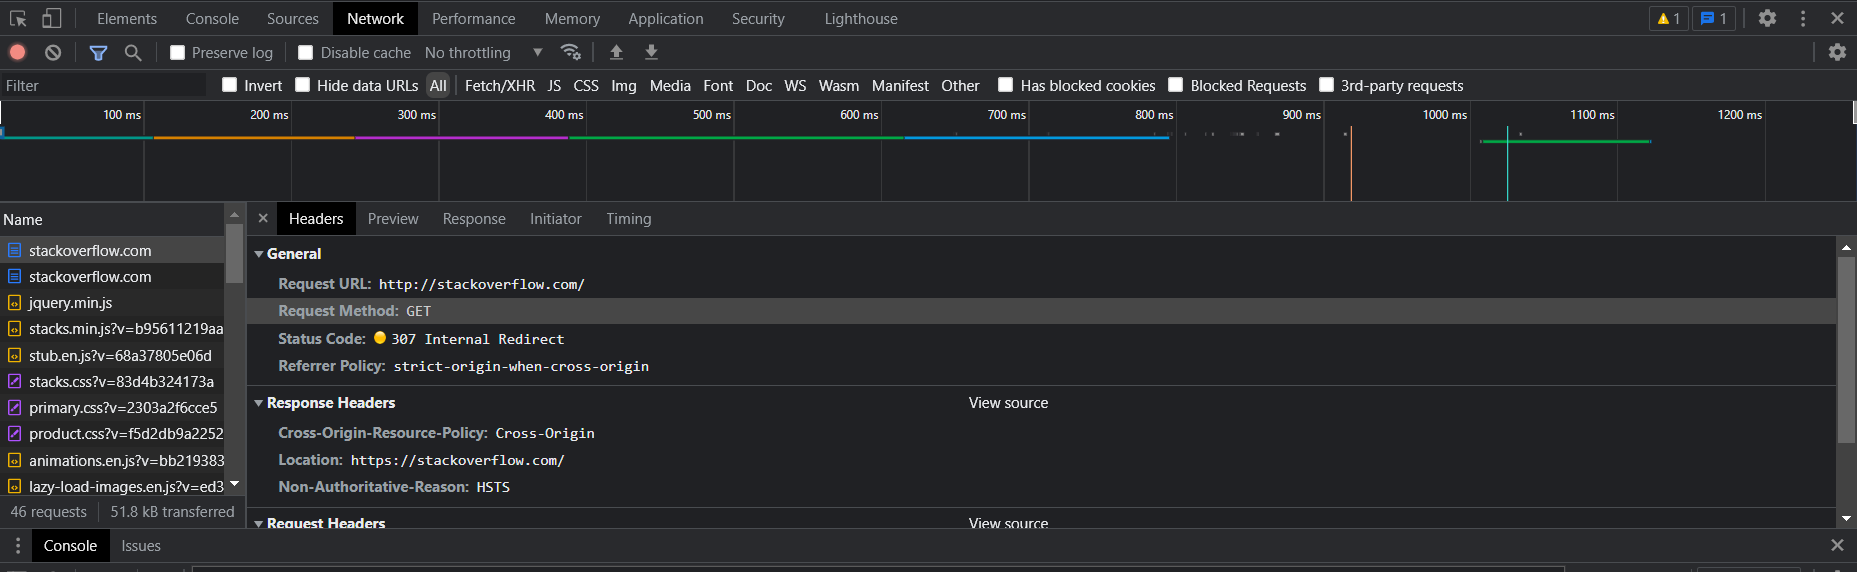 Elements Console Sources Network Performance Memory Application Security Lighthouse 1 1
Preserve log Disable cache No throttling
Filter Invert Hide data URLs All Fetch/XHR JS CSS Img Media Font Doc WS Wasm Manifest Other Has blocked cookies Blocked Requests 3rd-party requests
100 ms 200 ms 300 ms 400 ms 500 ms 600 ms 700 ms 800 ms 900 ms 1000 ms 1100 ms 1200 ms
Name
stackoverflow.com
stackoverflow.com
jquery.min.js
stacks.min.js?v=b95611219aa
stub.en.js?v=68a37805e06d
stacks.css?v=83d4b324173a
primary.css?v=2303a2f6cce5
product.css?v=f5d2db9a2252
animations.en.js?v=bb219383
lazy-load-images.en.js?v=ed3
46 requests 51.8 kB transferred
Headers Preview Response Initiator Timing
General
Request URL: http://stackoverflow.com/
Request Method: GET
Status Code: 307 Internal Redirect
Referrer Policy: strict-origin-when-cross-origin
Response Headers View source
Cross-Origin-Resource-Policy: Cross-Origin
Location: https://stackoverflow.com/
Non-Authoritative-Reason: HSTS
Request Headers View source
Console Issues